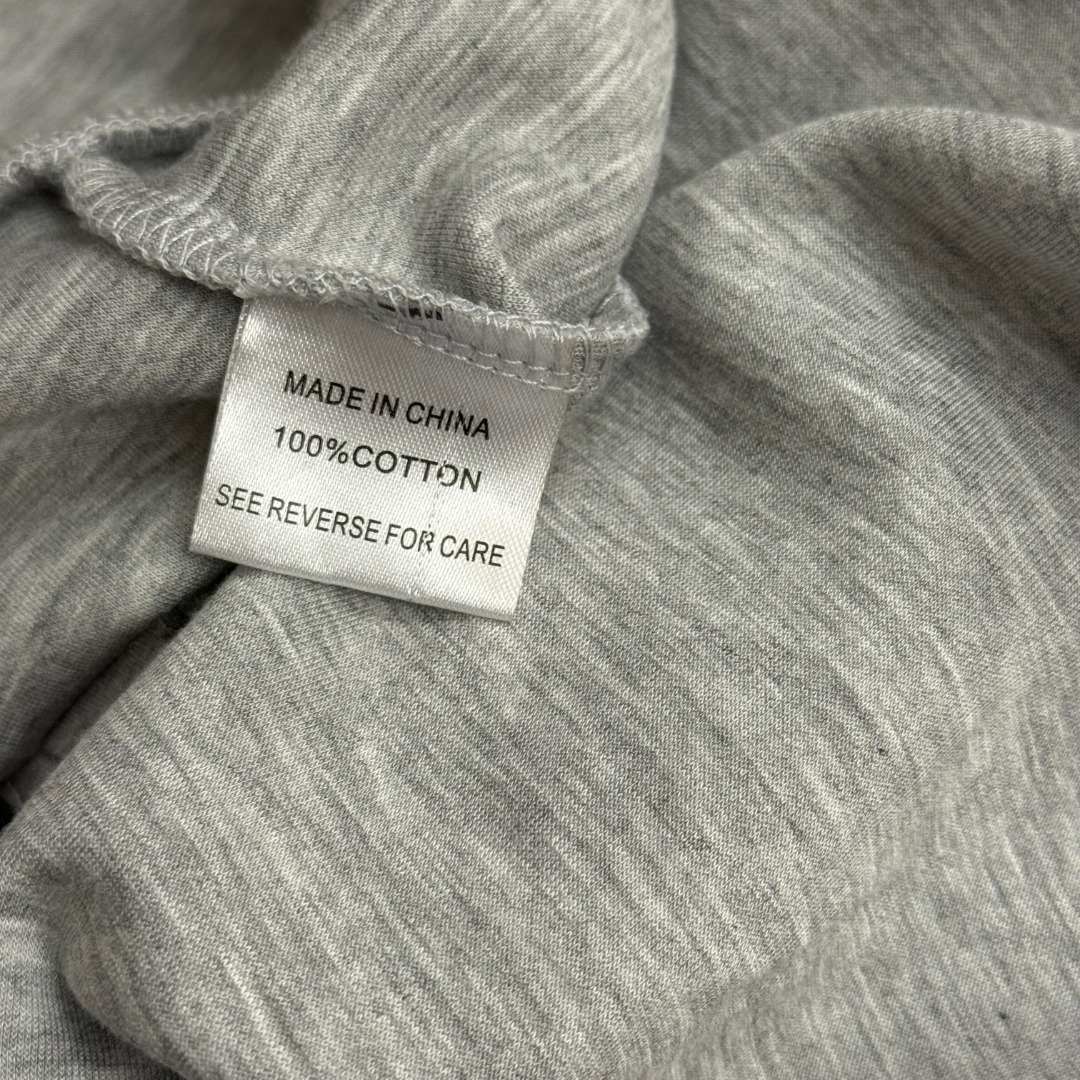 MADE IN CHINA
100%COTTON
SEE REVERSE FOR CARE